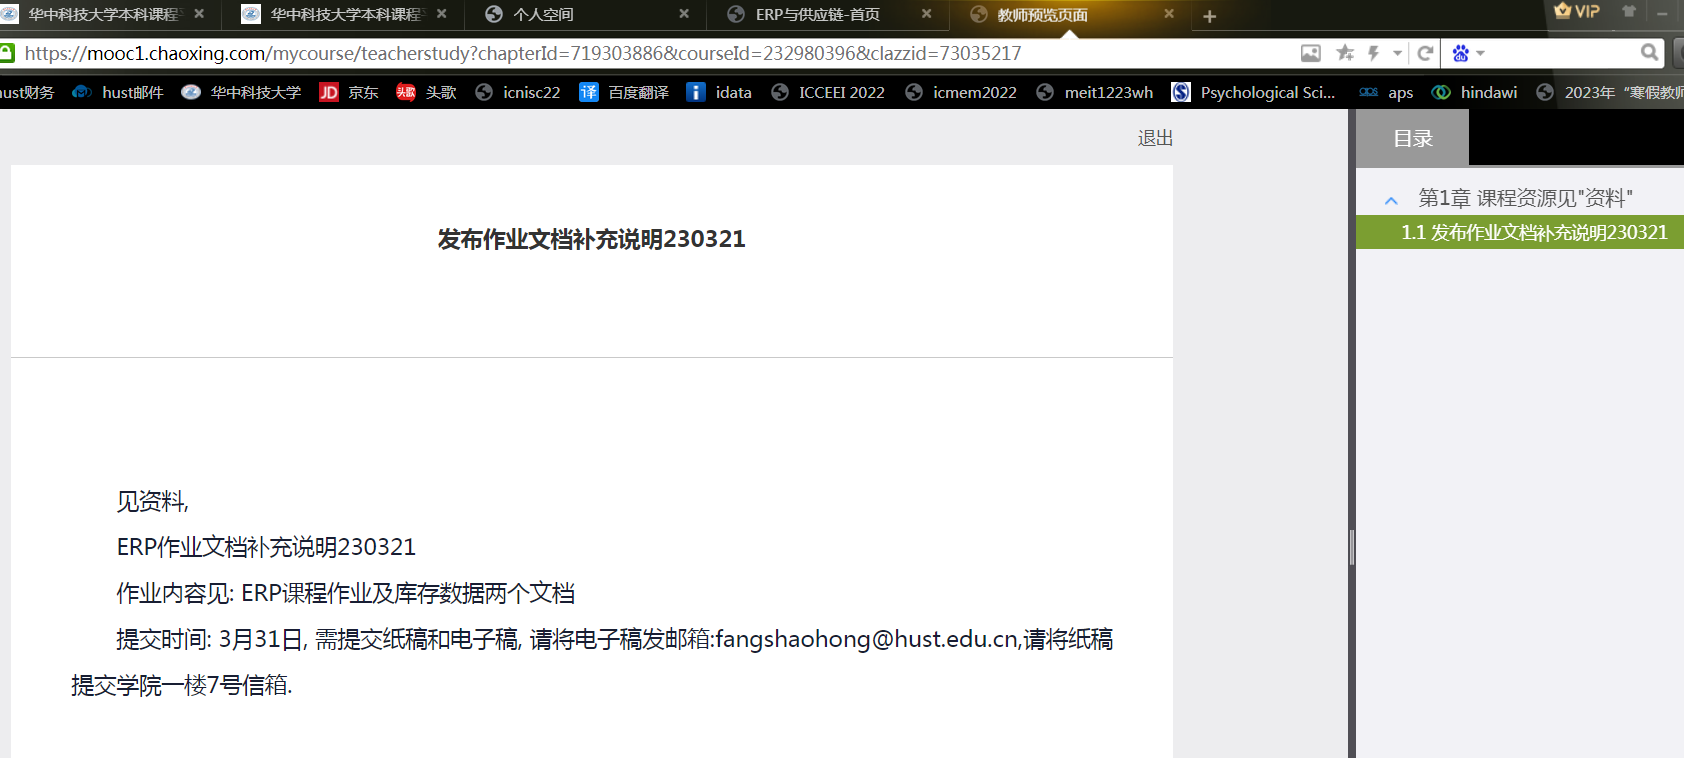 华中科技大学本科课程
华中科技大学本科课程
个人空间
ERP与供应链-首页
教师预览页面
VIP
https://mooc1.chaoxing.com/mycourse/teacherstudy?chapterId=719303886&courseId=232980396&clazzid=73035217
hust财务
hust邮件
华中科技大学
JD 京东
头歌 头歌
icnisc22
译 百度翻译
i idata
ICCEEI 2022
icmem2022
meit1223wh
S Psychological Sci...
aps aps
hindawi
2023年“寒假教师
退出
目录
第1章 课程资源见"资料"
1.1 发布作业文档补充说明230321
发布作业文档补充说明230321
见资料,
ERP作业文档补充说明230321
作业内容见: ERP课程作业及库存数据两个文档
提交时间: 3月31日, 需提交纸稿和电子稿, 请将电子稿发邮箱:fangshaohong@hust.edu.cn,请将纸稿
提交学院一楼7号信箱.